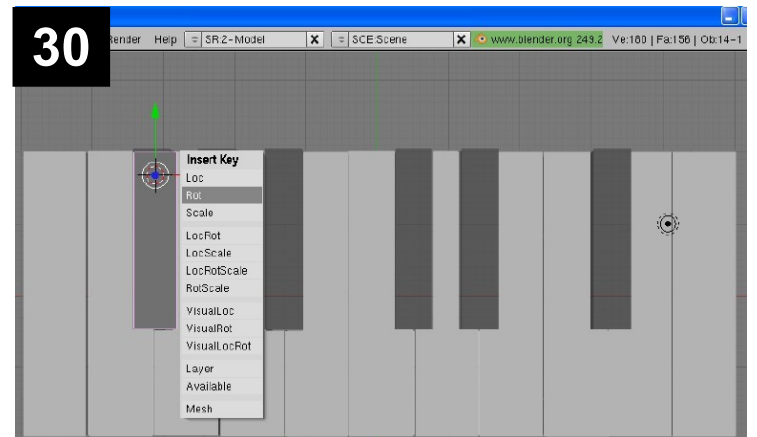 30
Render Help SR:2-Model X SCE:Scene X www.blender.org 249.2 Ve:160 | Fa:156 | Ob:14-1
Insert Key
Loc
Rot
Scale
LocRot
LocScale
LocRotScale
RotScale
VisualLoc
VisualRot
VisualLocRot
Layer
Available
Mesh